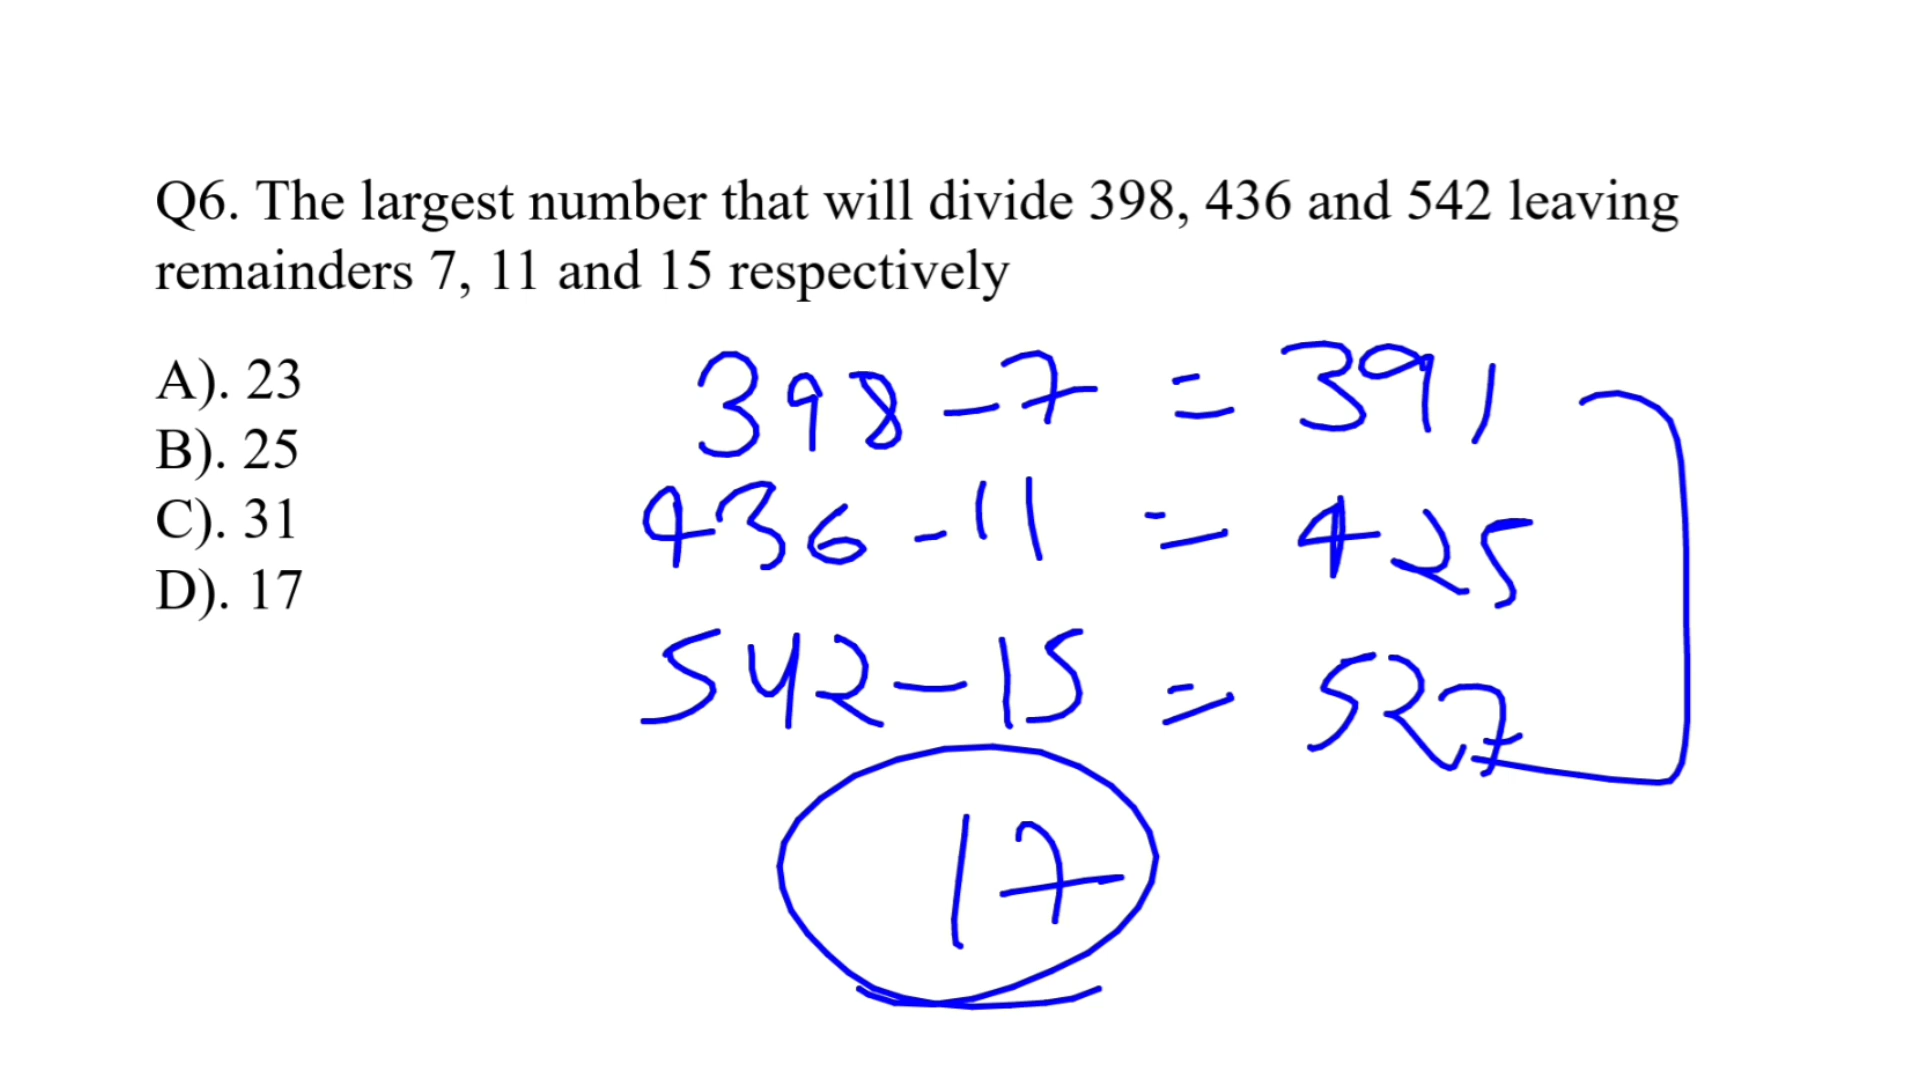 Q6. The largest number that will divide 398, 436 and 542 leaving
remainders 7, 11 and 15 respectively
A). 23
B). 25
C). 31
D). 17
398 - 7 = 391
436 - 11 = 425
542 - 15 = 527
17